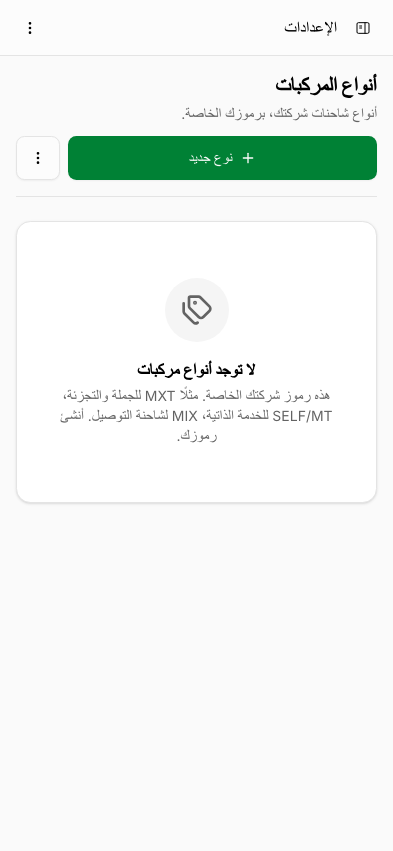 الإعدادات
أنواع المركبات
أنواع شاحنات شركتك، برموزك الخاصة.
نوع جديد
لا توجد أنواع مركبات
هذه رموز شركتك الخاصة. مثلًا MXT للجملة والتجزئة،
SELF/MT للخدمة الذاتية، MIX لشاحنة التوصيل. أنشئ
رموزك.